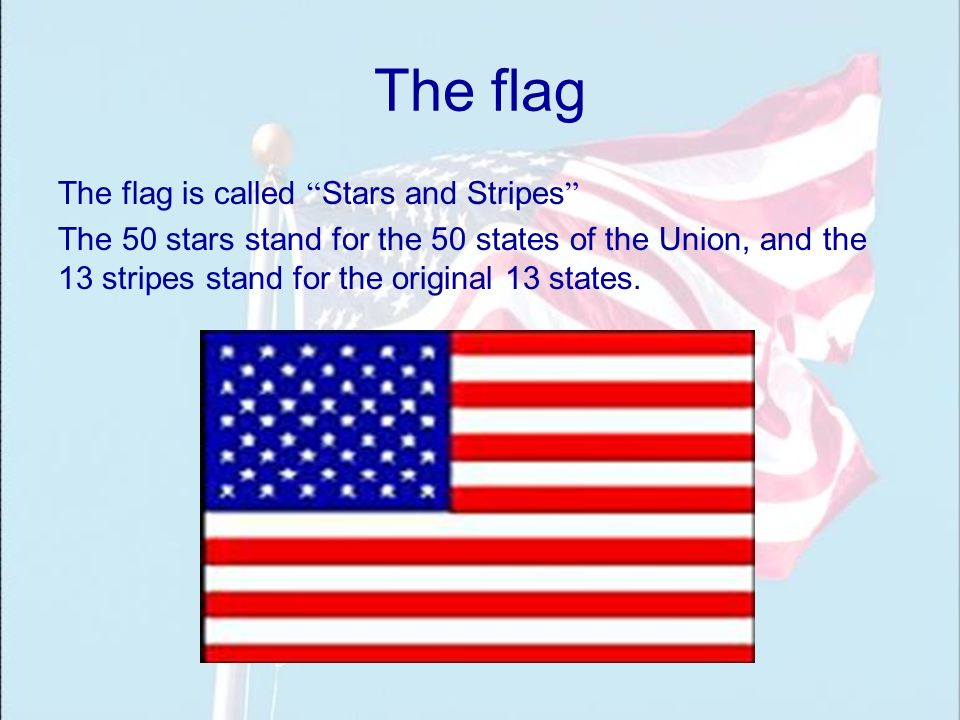 The flag
The flag is called “Stars and Stripes”
The 50 stars stand for the 50 states of the Union, and the
13 stripes stand for the original 13 states.